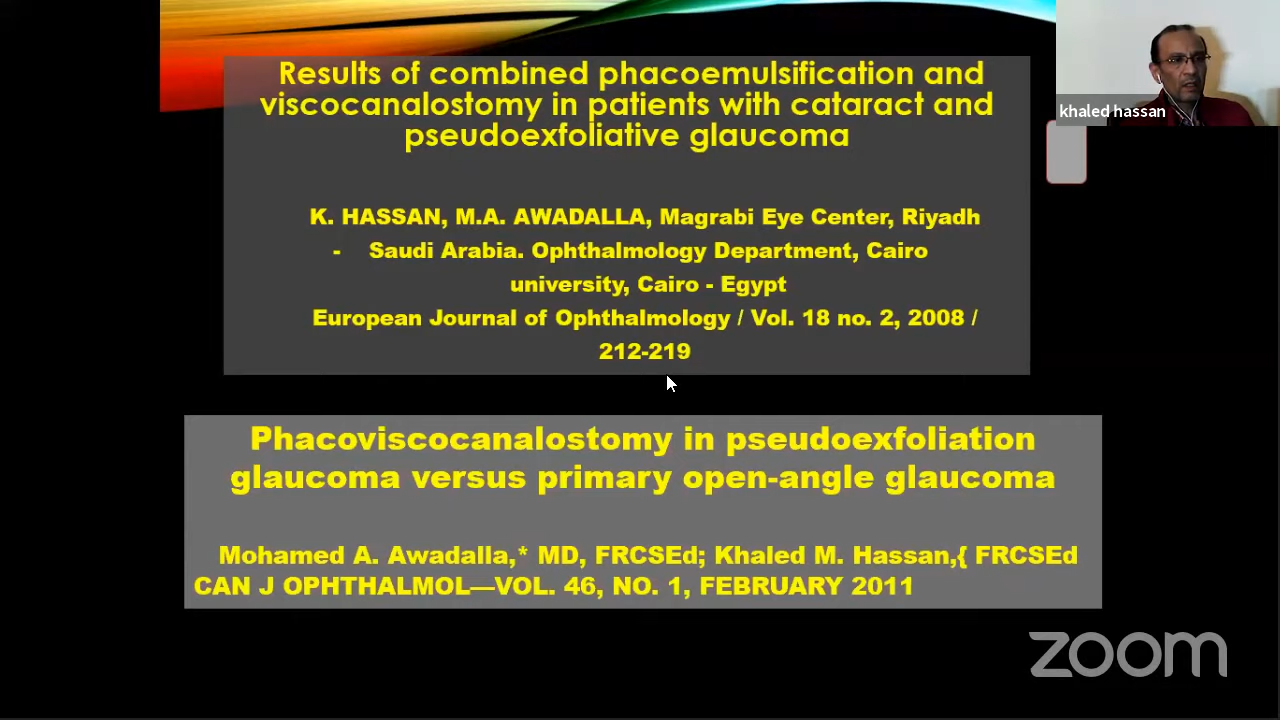 Results of combined phacoemulsification and
viscocanalostomy in patients with cataract and
pseudoexfoliative glaucoma
K. HASSAN, M.A. AWADALLA, Magrabi Eye Center, Riyadh
- Saudi Arabia. Ophthalmology Department, Cairo
university, Cairo - Egypt
European Journal of Ophthalmology / Vol. 18 no. 2, 2008 /
212-219
khaled hassan
Phacoviscocanalostomy in pseudoexfoliation
glaucoma versus primary open-angle glaucoma
Mohamed A. Awadalla,* MD, FRCSEd; Khaled M. Hassan,{ FRCSEd
CAN J OPHTHALMOL—VOL. 46, NO. 1, FEBRUARY 2011
zoom